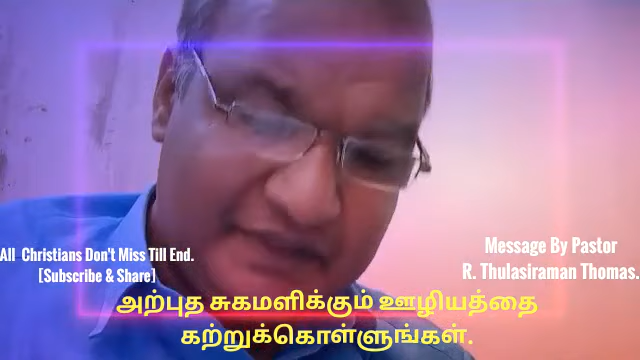 All Christians Don't Miss Till End.
[Subscribe & Share]
Message By Pastor
R. Thulasiraman Thomas.
அற்புத சுகமளிக்கும் ஊழியத்தை
கற்றுக்கொள்ளுங்கள்.